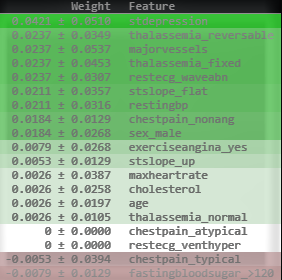 Weight Feature
0.0421 ± 0.0550 stdepression
0.0237 ± 0.0349 thalassemia_reversable
0.0237 ± 0.0537 majorvessels
0.0237 ± 0.0453 thalassemia_fixed
0.0237 ± 0.0307 restecg_waveabn
0.0211 ± 0.0357 stslope_flat
0.0211 ± 0.0316 restingbp
0.0184 ± 0.0129 chestpain_nonang
0.0184 ± 0.0268 sex_male
0.0079 ± 0.0268 exerciseangina_yes
0.0053 ± 0.0129 stslope_up
0.0026 ± 0.0387 maxheartrate
0.0026 ± 0.0258 cholesterol
0.0026 ± 0.0197 age
0.0026 ± 0.0105 thalassemia_normal
0 ± 0.0000 chestpain_atypical
0 ± 0.0000 restecg_venthyper
-0.0053 ± 0.0394 chestpain_typical
-0.0079 ± 0.0129 fastingbloodsugar_>120